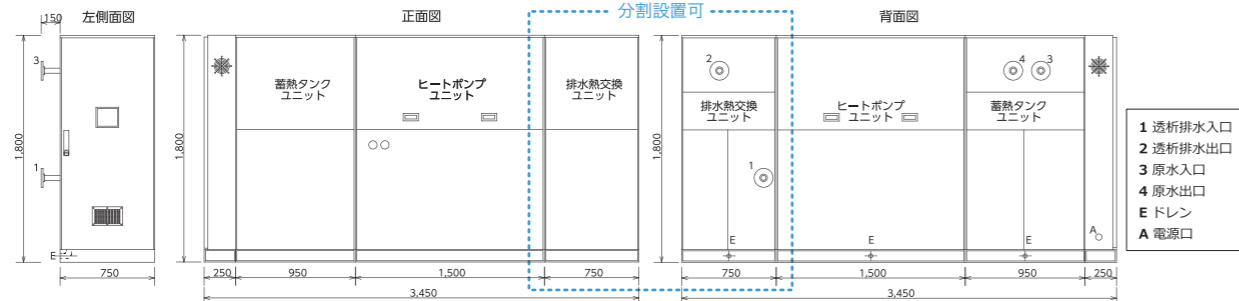 左側面図
150
3
1
1,800
E
750
正面図
1,800
蓄熱タンク
ユニット
ヒートポンプ
ユニット
排水熱交換
ユニット
250
950
1,500
750
3,450
分割設置可
背面図
1,800
2
4
3
排水熱交換
ユニット
ヒートポンプ
ユニット
蓄熱タンク
ユニット
1
E
E
E
A
750
1,500
950
250
3,450
1 透析排水入口
2 透析排水出口
3 原水入口
4 原水出口
E ドレン
A 電源口